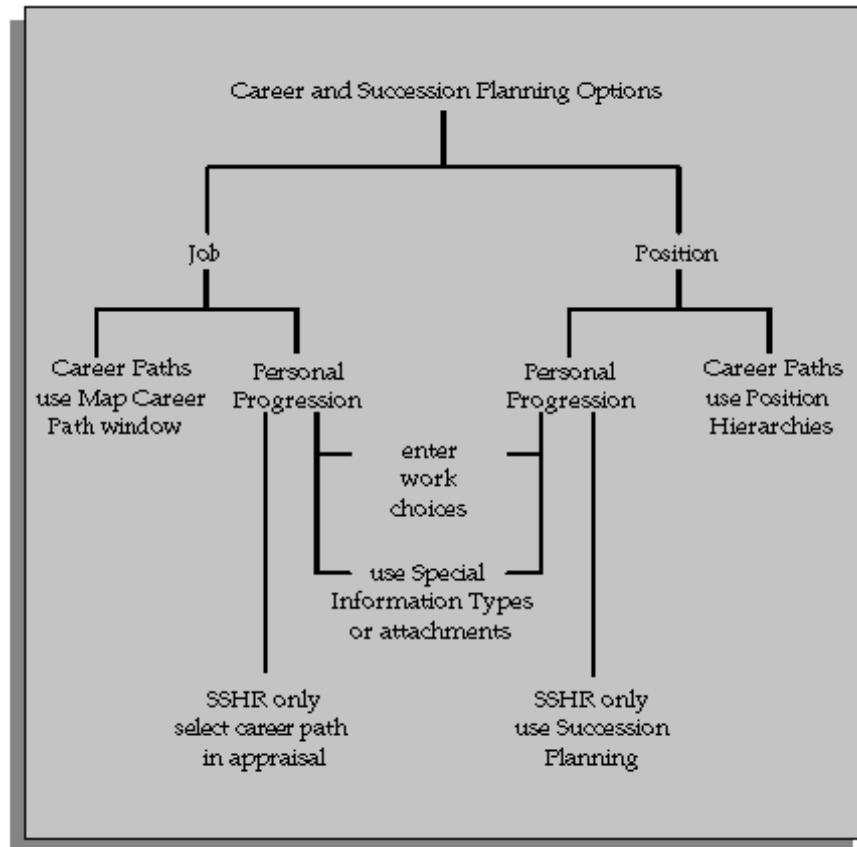 Career and Succession Planning Options
Job
Position
Career Paths
use Map Career
Path window
Personal
Progression
Personal
Progression
Career Paths
use Position
Hierarchies
enter
work
choices
use Special
Information Types
or attachments
SSHR only
select career path
in appraisal
SSHR only
use Succession
Planning